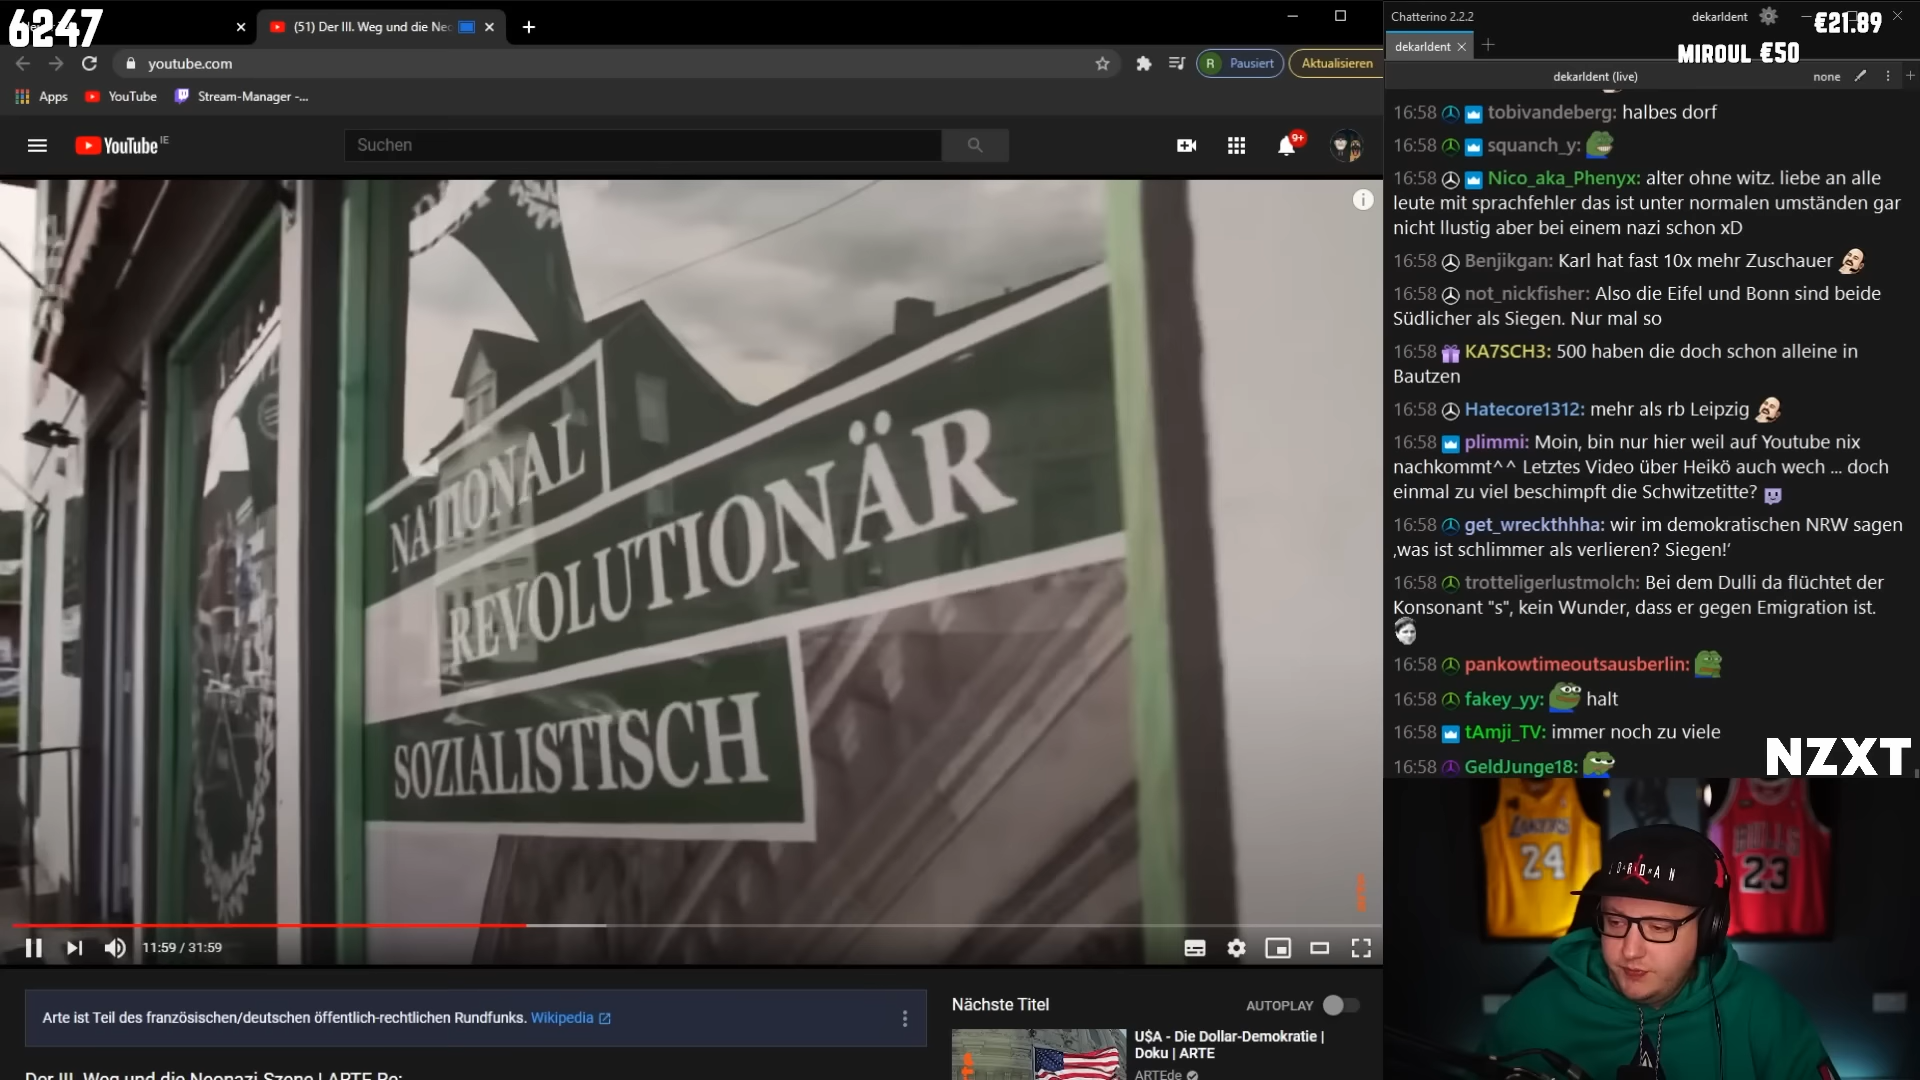 6247
(51) Der III. Weg und die Neo
youtube.com
R Pausiert
Aktualisieren
Apps
YouTube
Stream-Manager -...
YouTube IE
Suchen
9+
NATIONAL
REVOLUTIONÄR
SOZIALISTISCH
11:59 / 31:59
Arte ist Teil des französischen/deutschen öffentlich-rechtlichen Rundfunks. Wikipedia
Der III. Weg und die Neonazi-Szene | ARTE Re:
Nächste Titel
AUTOPLAY
U$A - Die Dollar-Demokratie |
Doku | ARTE
ARTEde
Chatterino 2.2.2
dekarldent
€21.89
dekarldent
MIROUL €50
dekarldent (live)
none
16:58 tobivandeberg: halbes dorf
16:58 squanch_y:
16:58 Nico_aka_Phenyx: alter ohne witz. liebe an alle
leute mit sprachfehler das ist unter normalen umständen gar
nicht llustig aber bei einem nazi schon xD
16:58 Benjikgan: Karl hat fast 10x mehr Zuschauer
16:58 not_nickfisher: Also die Eifel und Bonn sind beide
Südlicher als Siegen. Nur mal so
16:58 KA7SCH3: 500 haben die doch schon alleine in
Bautzen
16:58 Hatecore1312: mehr als rb Leipzig
16:58 plimmi: Moin, bin nur hier weil auf Youtube nix
nachkommt^^ Letztes Video über Heikö auch wech ... doch
einmal zu viel beschimpft die Schwitzetitte?
16:58 get_wreckthhha: wir im demokratischen NRW sagen
‚was ist schlimmer als verlieren? Siegen!‘
16:58 trotteligerlustmolch: Bei dem Dulli da flüchtet der
Konsonant "s", kein Wunder, dass er gegen Emigration ist.
16:58 pankowtimeoutsausberlin:
16:58 fakey_yy: halt
16:58 tAmji_TV: immer noch zu viele
16:58 GeldJunge18:
NZXT
LAKERS
24
BULLS
23
JORDAN